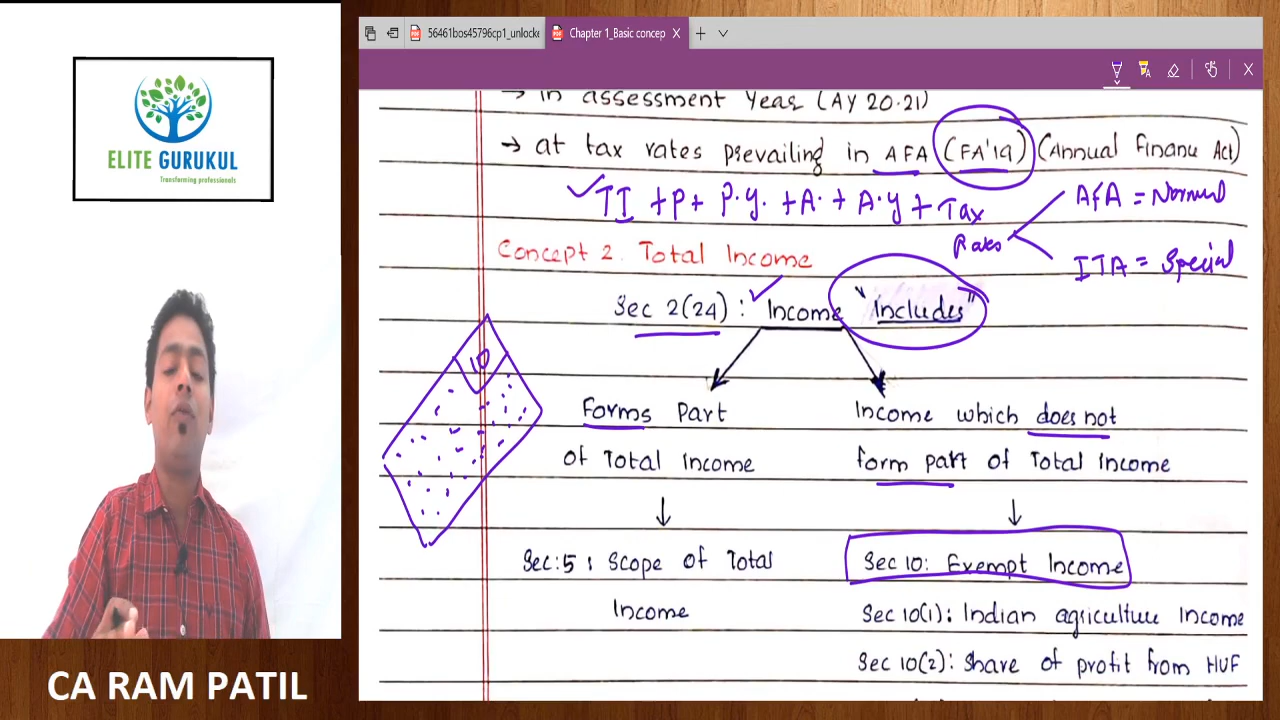 ELITE GURUKUL
Transforming professionals
CA RAM PATIL
56461bos45796cp1_unlocke
Chapter 1_Basic concep
→ in assessment Year (AY 20-21)
→ at tax rates prevailing in AFA (FA'19) (Annual Finance Act)
TI + P + P.Y. + A. + A.Y + Tax Rates
AFA = Normal
ITA = Special
Concept 2. Total Income
Sec 2(24) : Income "includes"
10
Forms Part of Total Income
Income which does not form part of Total Income
↓
↓
Sec:5 : Scope of Total Income
Sec 10: Exempt Income
Sec 10(1): Indian agriculture Income
Sec 10(2): Share of profit from HUF